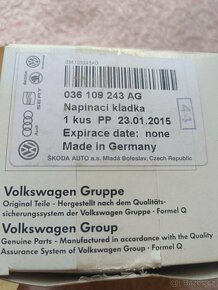 SEAT
Audi
036 109 243 AG
Napinaci kladka
1 kus PP 23.01.2015
Expirace date: none
Made in Germany
ŠKODA AUTO a.s. Mladá Boleslav, Czech Republic
Volkswagen Gruppe
Original Teile - Hergestellt nach dem Qualitäts-
sicherungssystem der Volkswagen Gruppe · Formel Q
Volkswagen Group
Genuine Parts - Manufactured in accordance with the Quality
Assurance System of Volkswagen Group · Formel Q